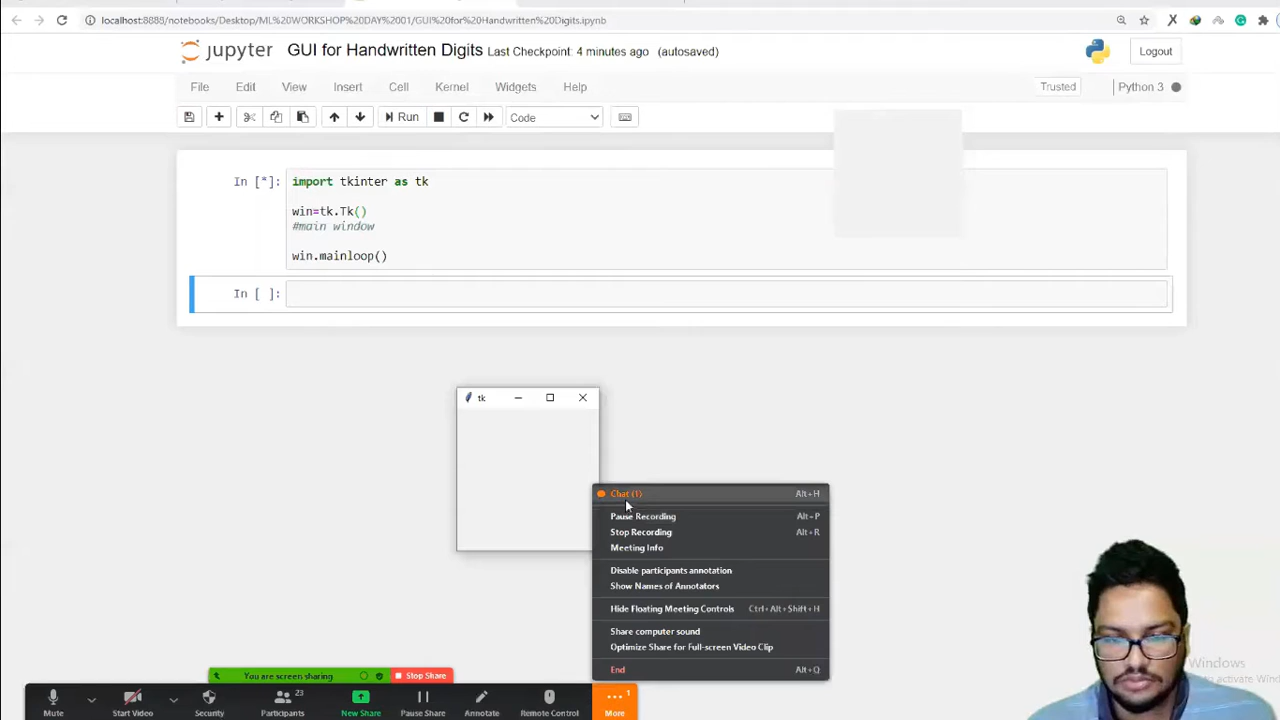 localhost:8888/notebooks/Desktop/ML%20WORKSHOP%20DAY%2001/GUI%20for%20Handwritten%20Digits.ipynb
jupyter GUI for Handwritten Digits Last Checkpoint: 4 minutes ago (autosaved)
Logout
File Edit View Insert Cell Kernel Widgets Help
Trusted
Python 3
Run
Code
In [*]:
import tkinter as tk
win=tk.Tk()
#main window
win.mainloop()
In [ ]:
tk
Chat (1) Alt+H
Pause Recording Alt+P
Stop Recording Alt+R
Meeting Info
Disable participants annotation
Show Names of Annotators
Hide Floating Meeting Controls Ctrl+Alt+Shift+H
Share computer sound
Optimize Share for Full-screen Video Clip
End Alt+Q
Windows
activate Wind
You are screen sharing
Stop Share
23
1
Mute
Start Video
Security
Participants
New Share
Pause Share
Annotate
Remote Control
More